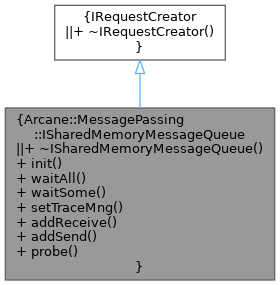 {IRequestCreator
||+ ~IRequestCreator()
}
{Arcane::MessagePassing
::ISharedMemoryMessageQueue
||+ ~ISharedMemoryMessageQueue()
+ init()
+ waitAll()
+ waitSome()
+ setTraceMng()
+ addReceive()
+ addSend()
+ probe()
}